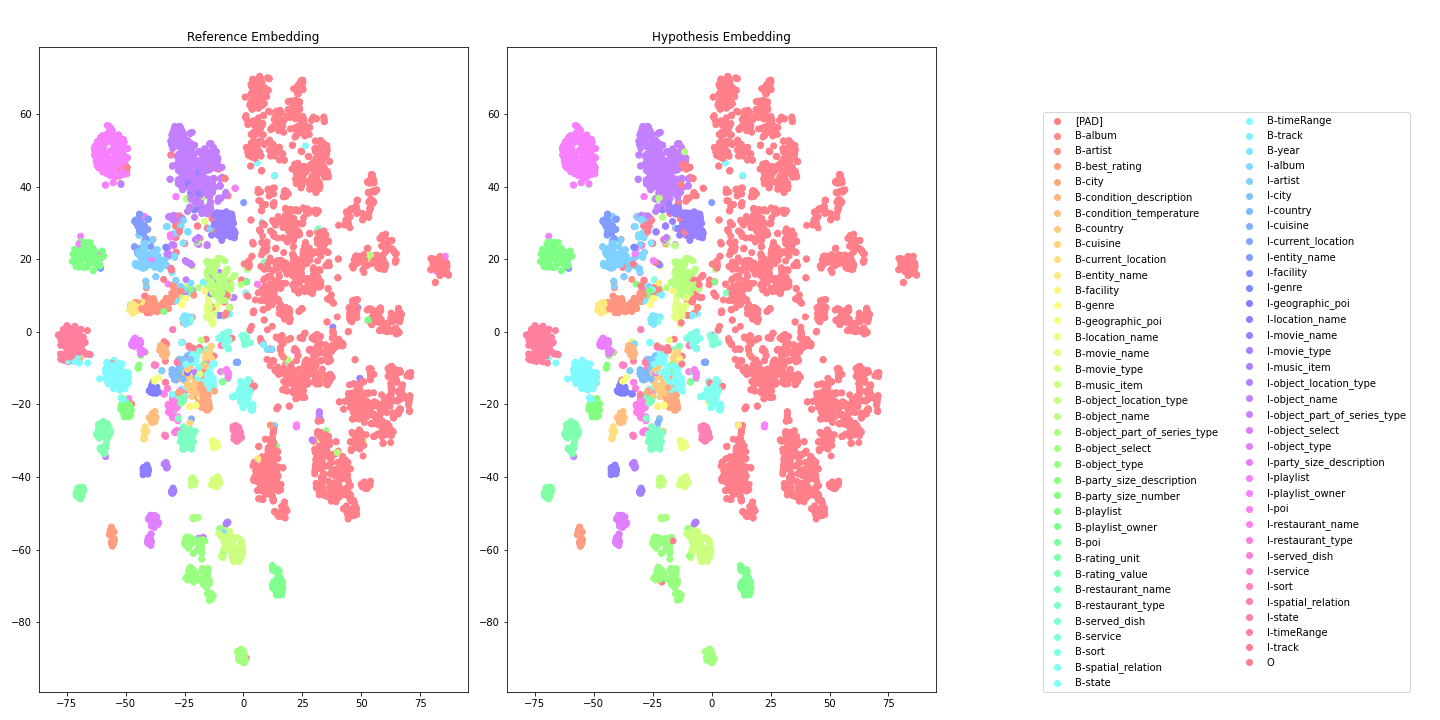 Reference Embedding
60
40
20
0
−20
−40
−60
−80
−75
−50
−25
0
25
50
75
Hypothesis Embedding
60
40
20
0
−20
−40
−60
−80
−75
−50
−25
0
25
50
75
[PAD]
B-album
B-artist
B-best_rating
B-city
B-condition_description
B-condition_temperature
B-country
B-cuisine
B-current_location
B-entity_name
B-facility
B-genre
B-geographic_poi
B-location_name
B-movie_name
B-movie_type
B-music_item
B-object_location_type
B-object_name
B-object_part_of_series_type
B-object_select
B-object_type
B-party_size_description
B-party_size_number
B-playlist
B-playlist_owner
B-poi
B-rating_unit
B-rating_value
B-restaurant_name
B-restaurant_type
B-served_dish
B-service
B-sort
B-spatial_relation
B-state
B-timeRange
B-track
B-year
I-album
I-artist
I-city
I-country
I-cuisine
I-current_location
I-entity_name
I-facility
I-genre
I-geographic_poi
I-location_name
I-movie_name
I-movie_type
I-music_item
I-object_location_type
I-object_name
I-object_part_of_series_type
I-object_select
I-object_type
I-party_size_description
I-playlist
I-playlist_owner
I-poi
I-restaurant_name
I-restaurant_type
I-served_dish
I-service
I-sort
I-spatial_relation
I-state
I-timeRange
I-track
O